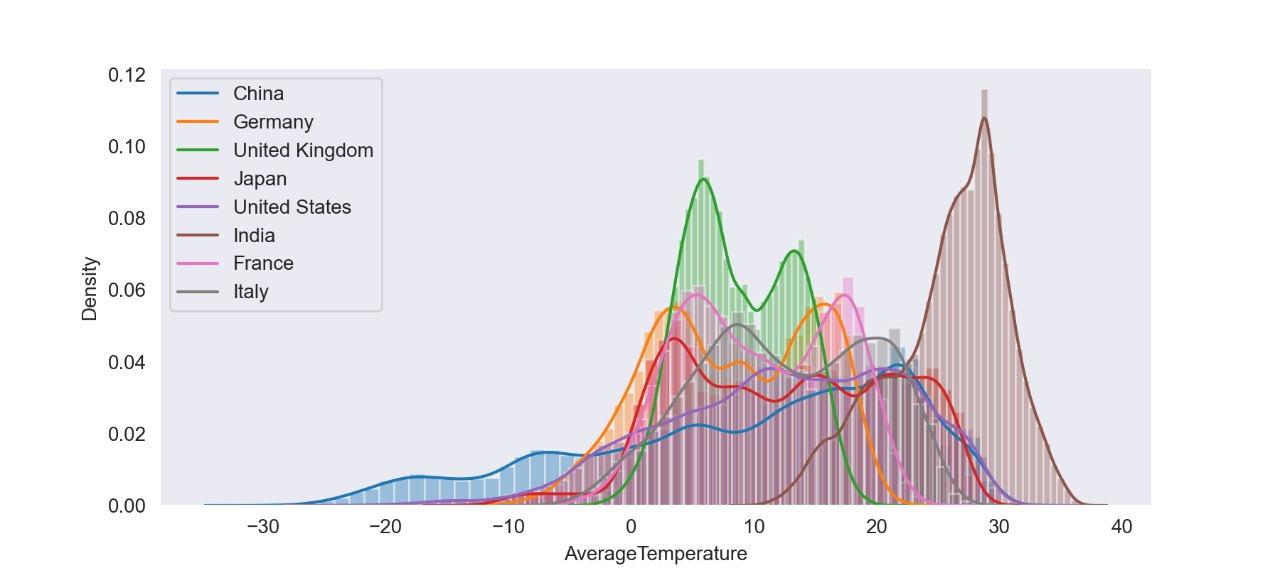 0.12
0.10
0.08
0.06
0.04
0.02
0.00
Density
China
Germany
United Kingdom
Japan
United States
India
France
Italy
−30
−20
−10
0
10
20
30
40
AverageTemperature